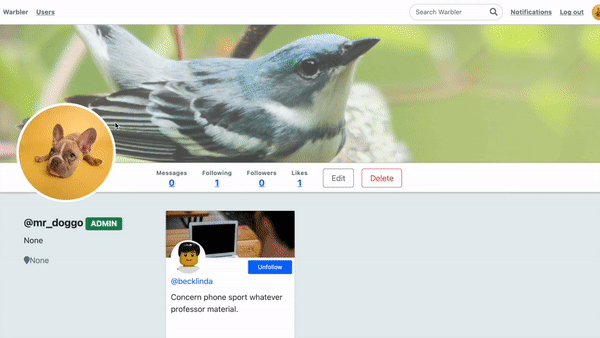 Warbler Users Search Warbler Notifications Log out
Messages Following Followers Likes
0 1 0 1 Edit Delete
@mr_doggo ADMIN
None
None
Unfollow
@becklinda
Concern phone sport whatever
professor material.